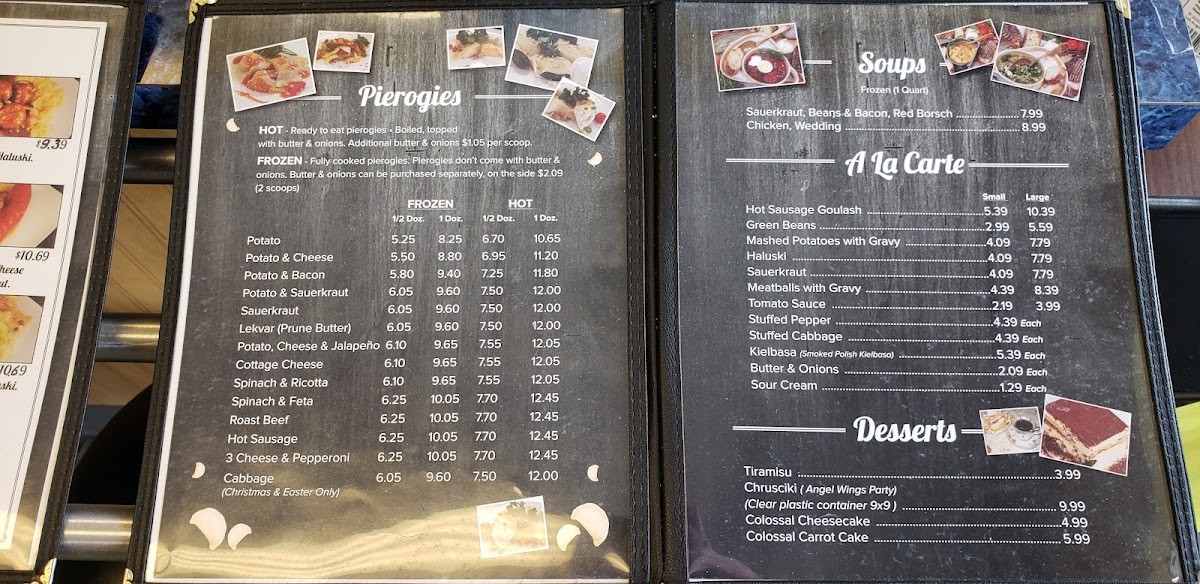 $9.39
Haluski.
$10.69
Cheese
10.69
Pierogies
HOT - Ready to eat pierogies • Boiled, topped
with butter & onions. Additional butter & onions $1.05 per scoop.
FROZEN - Fully cooked pierogies. Pierogies don't come with butter &
onions. Butter & onions can be purchased separately, on the side $2.09
(2 scoops)
FROZEN HOT
1/2 Doz. 1 Doz. 1/2 Doz. 1 Doz.
Potato 5.25 8.25 6.70 10.65
Potato & Cheese 5.50 8.80 6.95 11.20
Potato & Bacon 5.80 9.40 7.25 11.80
Potato & Sauerkraut 6.05 9.60 7.50 12.00
Sauerkraut 6.05 9.60 7.50 12.00
Lekvar (Prune Butter) 6.05 9.60 7.50 12.00
Potato, Cheese & Jalapeño 6.10 9.65 7.55 12.05
Cottage Cheese 6.10 9.65 7.55 12.05
Spinach & Ricotta 6.10 9.65 7.55 12.05
Spinach & Feta 6.25 10.05 7.70 12.45
Roast Beef 6.25 10.05 7.70 12.45
Hot Sausage 6.25 10.05 7.70 12.45
3 Cheese & Pepperoni 6.25 10.05 7.70 12.45
Cabbage 6.05 9.60 7.50 12.00
(Christmas & Easter Only)
Soups
Frozen (1 Quart)
Sauerkraut, Beans & Bacon, Red Borsch 7.99
Chicken, Wedding 8.99
A La Carte
Small Large
Hot Sausage Goulash 5.39 10.39
Green Beans 2.99 5.59
Mashed Potatoes with Gravy 4.09 7.79
Haluski 4.09 7.79
Sauerkraut 4.09 7.79
Meatballs with Gravy 4.39 8.39
Tomato Sauce 2.19 3.99
Stuffed Pepper 4.39 Each
Stuffed Cabbage 4.39 Each
Kielbasa (Smoked Polish Kielbasa) 5.39 Each
Butter & Onions 2.09 Each
Sour Cream 1.29 Each
Desserts
Tiramisu 3.99
Chrusciki ( Angel Wings Party)
(Clear plastic container 9x9 ) 9.99
Colossal Cheesecake 4.99
Colossal Carrot Cake 5.99